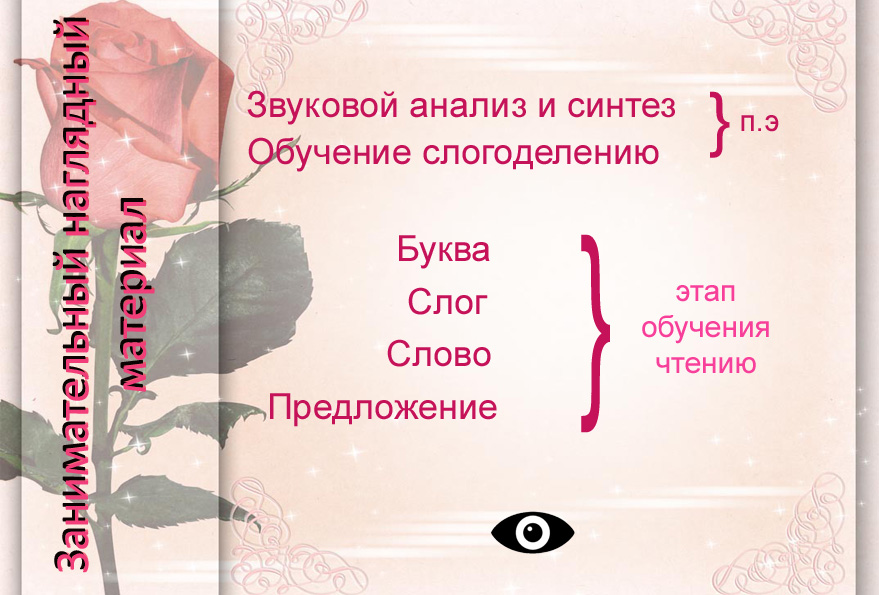 Занимательный наглядный
материал
Звуковой анализ и синтез
Обучение слогоделению
} п.э
Буква
Слог
Слово
Предложение
}
этап
обучения
чтению